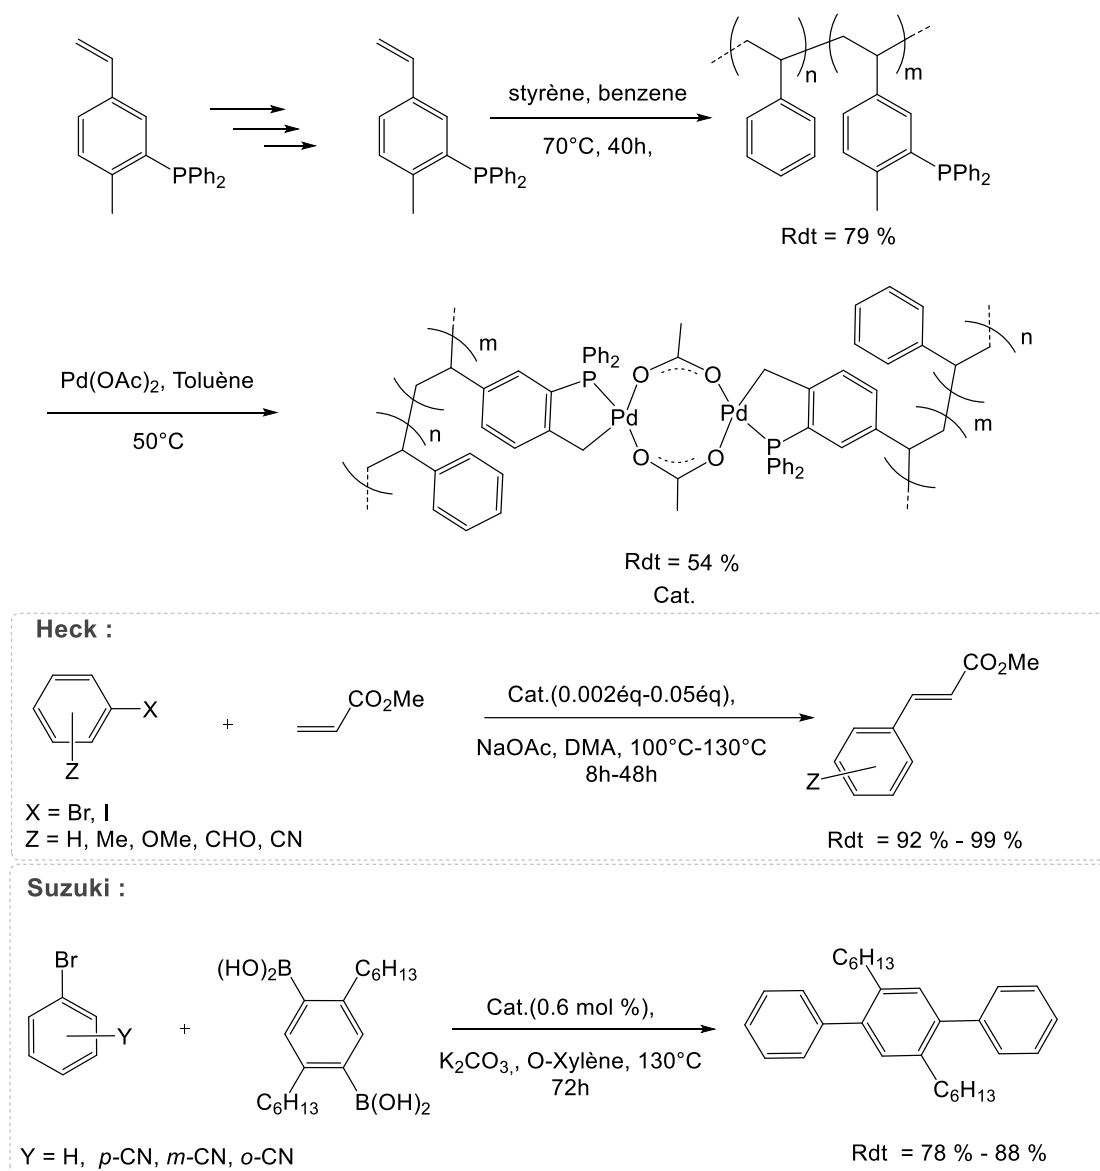 PPh2
PPh2
styrène, benzene
70°C, 40h,
n
m
PPh2
Rdt = 79 %
Pd(OAc)2, Toluène
50°C
m
n
Ph2
P
O
O
Pd
Pd
O
O
P
Ph2
n
m
Rdt = 54 %
Cat.
Heck :
X
Z
+
CO2Me
Cat.(0.002éq-0.05éq),
NaOAc, DMA, 100°C-130°C
8h-48h
CO2Me
Z
X = Br, I
Z = H, Me, OMe, CHO, CN
Rdt = 92 % - 99 %
Suzuki :
Br
Y
+
(HO)2B
C6H13
C6H13
B(OH)2
Cat.(0.6 mol %),
K2CO3,, O-Xylène, 130°C
72h
C6H13
C6H13
Y = H, p-CN, m-CN, o-CN
Rdt = 78 % - 88 %